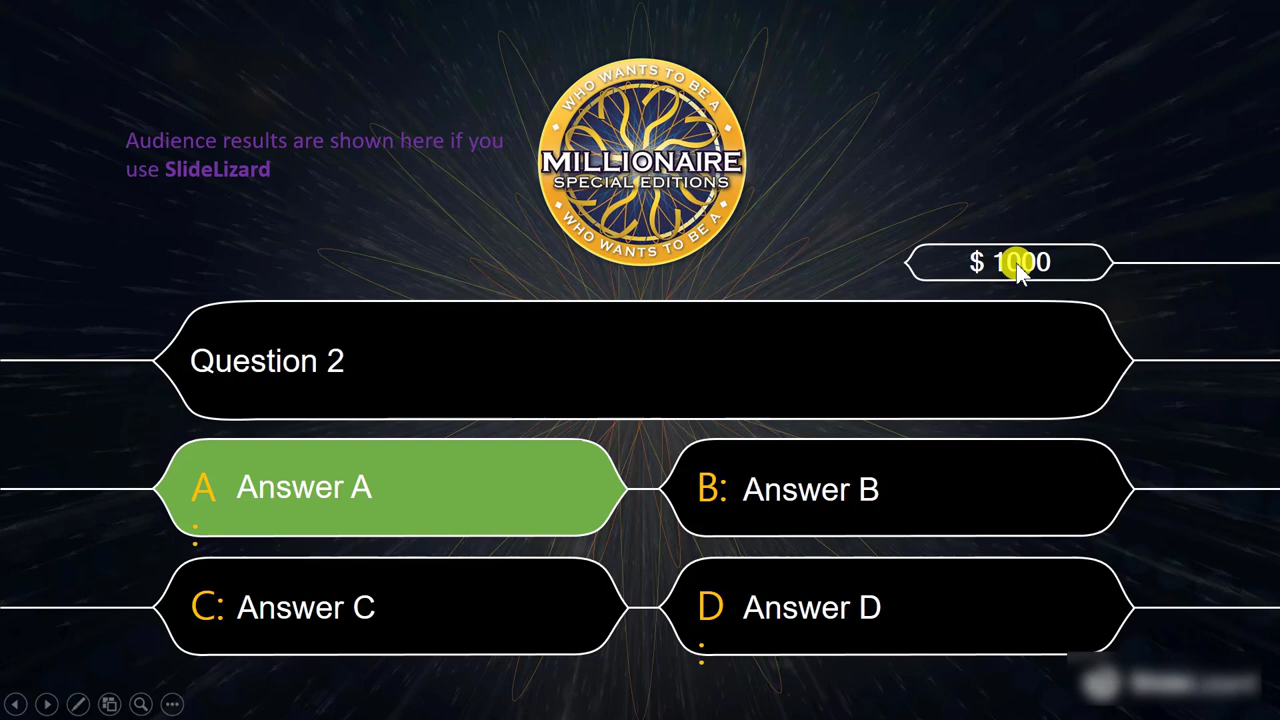 WHO WANTS TO BE A
MILLIONAIRE
SPECIAL EDITIONS
WHO WANTS TO BE A
Audience results are shown here if you
use SlideLizard
$ 1000
Question 2
A
:
Answer A
B: Answer B
C: Answer C
D
:
Answer D
SlideLizard